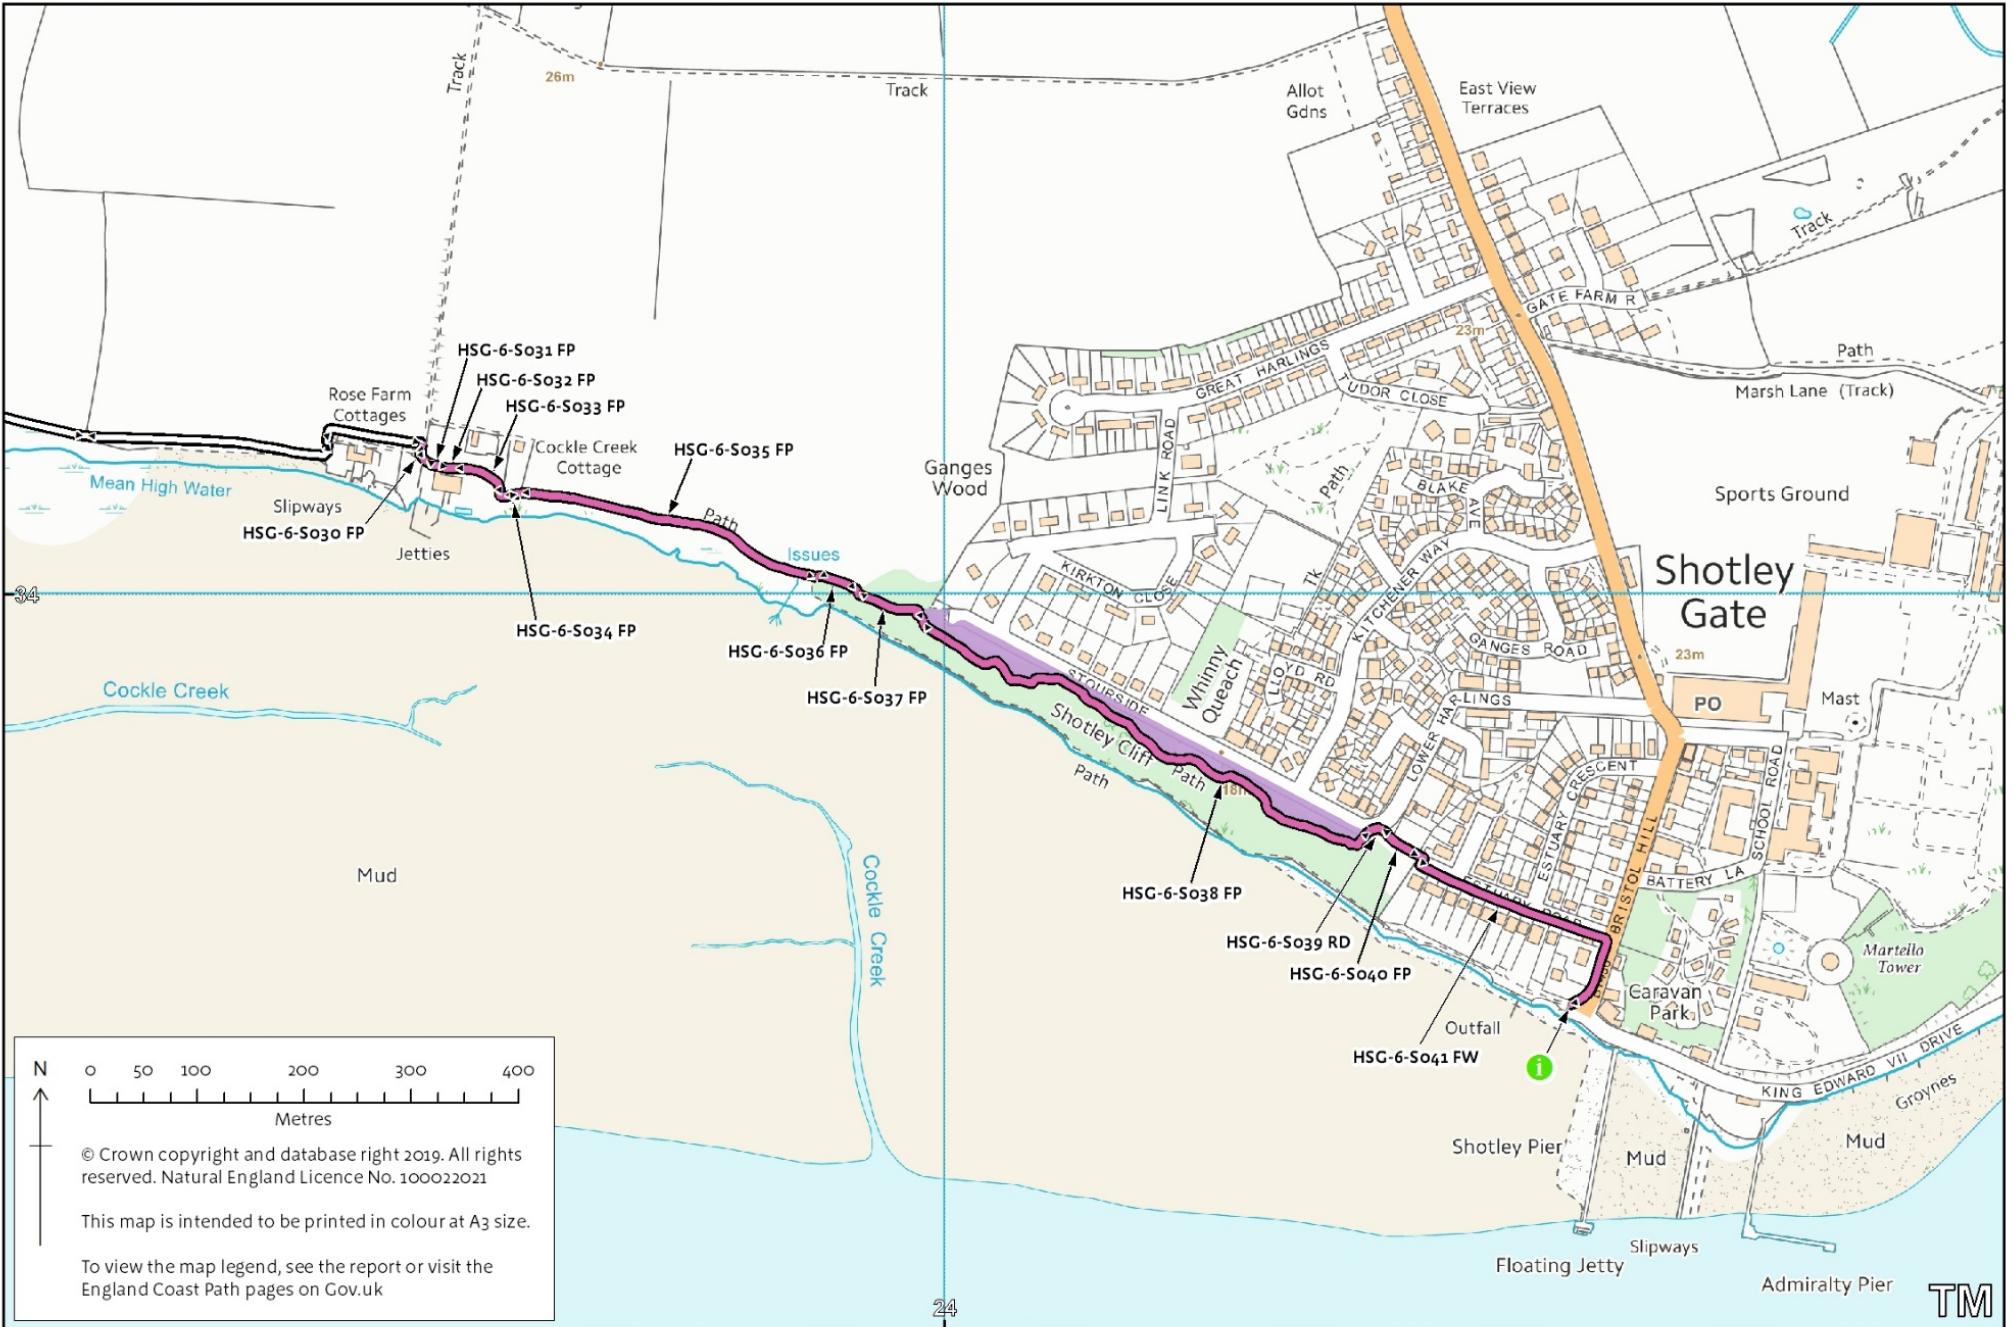 Track
26m
Track
Allot
Gdns
East View
Terraces
Track
GATE FARM R
23m
Path
Marsh Lane (Track)
GREAT HARLINGS
TUDOR CLOSE
HSG-6-S031 FP
HSG-6-S032 FP
HSG-6-S033 FP
Rose Farm
Cottages
Cockle Creek
Cottage
HSG-6-S035 FP
Ganges
Wood
LINK ROAD
Path
BLAKE AVE
Sports Ground
Mean High Water
Slipways
HSG-6-S030 FP
Jetties
Path
Issues
KIRKTON CLOSE
Tk
KITCHENER WAY
Shotley
Gate
34
HSG-6-S034 FP
HSG-6-S036 FP
HSG-6-S037 FP
GANGES ROAD
23m
Whinny
Queach
LLOYD RD
STOURSIDE
LOWER HARLINGS
PO
Mast
Cockle Creek
Shotley Cliff
Path
Path
18m
ESTUARY CRESCENT
SCHOOL ROAD
BRISTOL HILL
BATTERY LA
Mud
Cockle Creek
HSG-6-S038 FP
ESTUARY ROAD
HSG-6-S039 RD
HSG-6-S040 FP
Martello
Tower
Caravan
Park
Outfall
HSG-6-S041 FW
i
KING EDWARD VII DRIVE
Groynes
Shotley Pier
Mud
Mud
Slipways
Floating Jetty
Admiralty Pier
24
TM
N
0 50 100 200 300 400
Metres
© Crown copyright and database right 2019. All rights
reserved. Natural England Licence No. 100022021
This map is intended to be printed in colour at A3 size.
To view the map legend, see the report or visit the
England Coast Path pages on Gov.uk